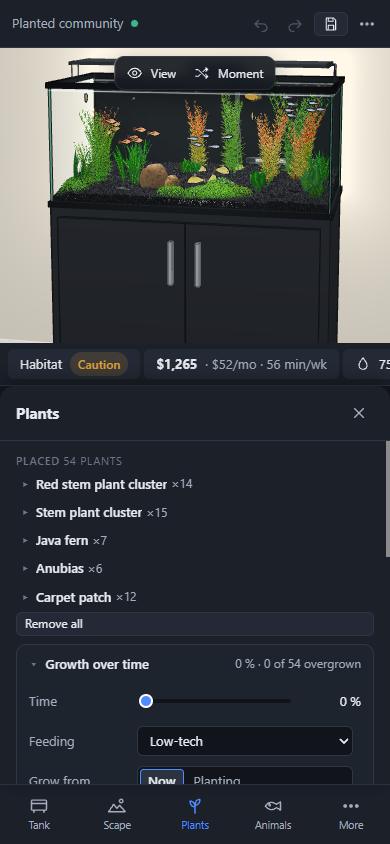 Planted community
View Moment
Habitat Caution $1,265 · $52/mo · 56 min/wk 75
Plants
PLACED 54 PLANTS
Red stem plant cluster ×14
Stem plant cluster ×15
Java fern ×7
Anubias ×6
Carpet patch ×12
Remove all
Growth over time 0 % · 0 of 54 overgrown
Time 0 %
Feeding Low-tech
Grow from Now Planting
Tank Scape Plants Animals More